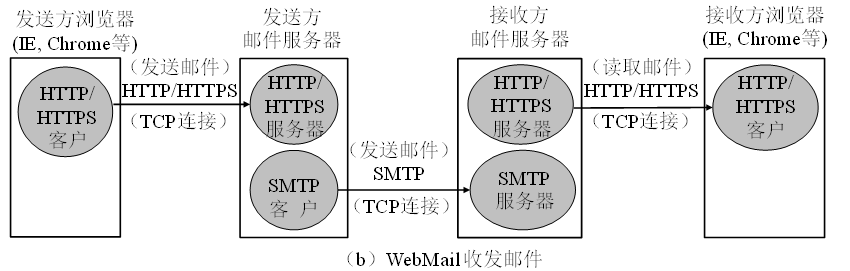 发送方浏览器
(IE, Chrome等)
发送方
邮件服务器
接收方
邮件服务器
接收方浏览器
(IE, Chrome等)
HTTP/
HTTPS
客户
（发送邮件）
HTTP/HTTPS
（TCP连接）
HTTP/
HTTPS
服务器
HTTP/
HTTPS
服务器
（读取邮件）
HTTP/HTTPS
（TCP连接）
HTTP/
HTTPS
客户
SMTP
客 户
（发送邮件）
SMTP
（TCP连接）
SMTP
服务器
（b）WebMail收发邮件